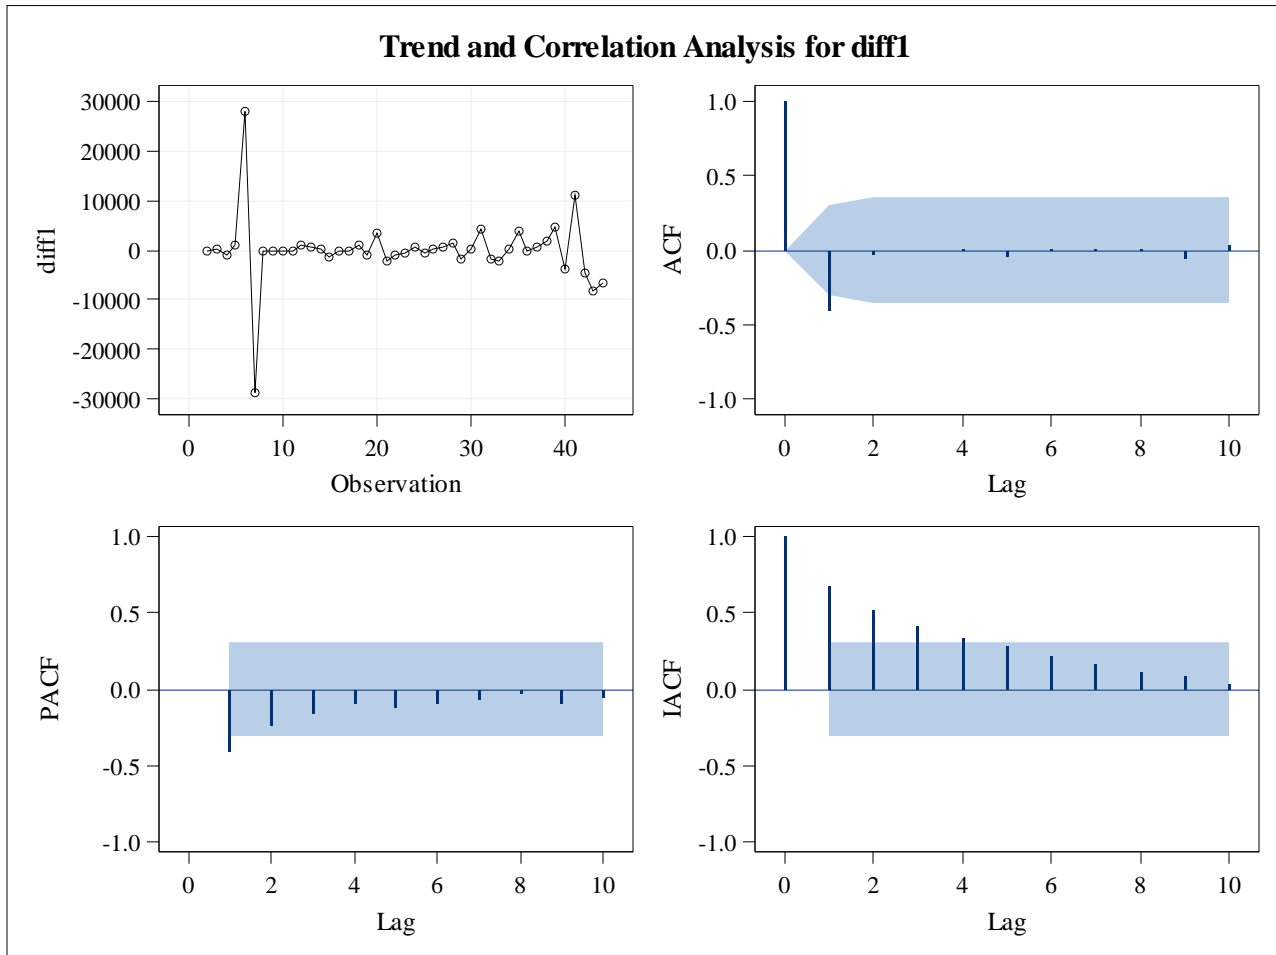 Trend and Correlation Analysis for diff1
diff1
30000
20000
10000
0
-10000
-20000
-30000
0 10 20 30 40
Observation
ACF
1.0
0.5
0.0
-0.5
-1.0
0 2 4 6 8 10
Lag
PACF
1.0
0.5
0.0
-0.5
-1.0
0 2 4 6 8 10
Lag
IACF
1.0
0.5
0.0
-0.5
-1.0
0 2 4 6 8 10
Lag